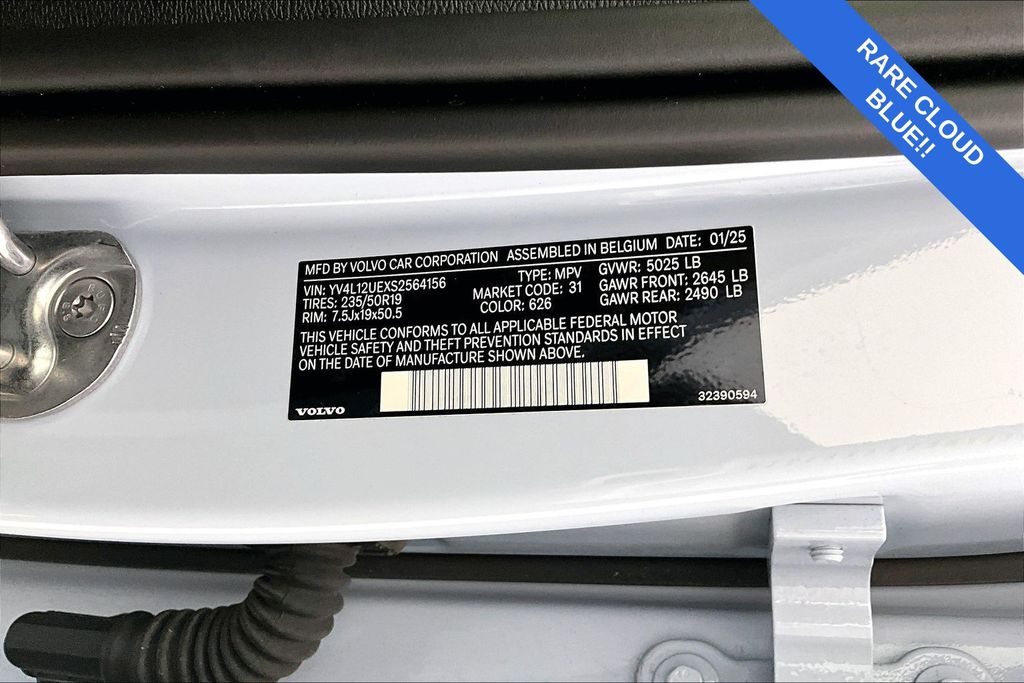 RARE CLOUD
BLUE!!
MFD BY VOLVO CAR CORPORATION ASSEMBLED IN BELGIUM DATE: 01/25
VIN: YV4L12UEXS2564156 TYPE: MPV GVWR: 5025 LB
TIRES: 235/50R19 MARKET CODE: 31 GAWR FRONT: 2645 LB
RIM: 7.5Jx19x50.5 COLOR: 626 GAWR REAR: 2490 LB
THIS VEHICLE CONFORMS TO ALL APPLICABLE FEDERAL MOTOR
VEHICLE SAFETY AND THEFT PREVENTION STANDARDS IN EFFECT
ON THE DATE OF MANUFACTURE SHOWN ABOVE.
VOLVO 32390594